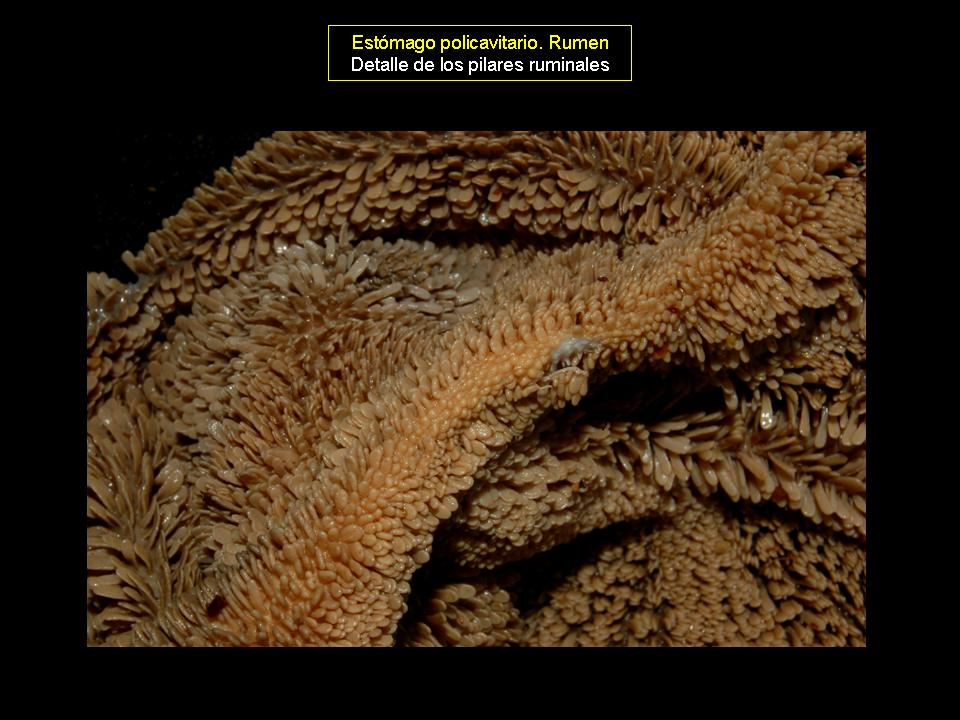 Estómago policavitario. Rumen
Detalle de los pilares ruminales